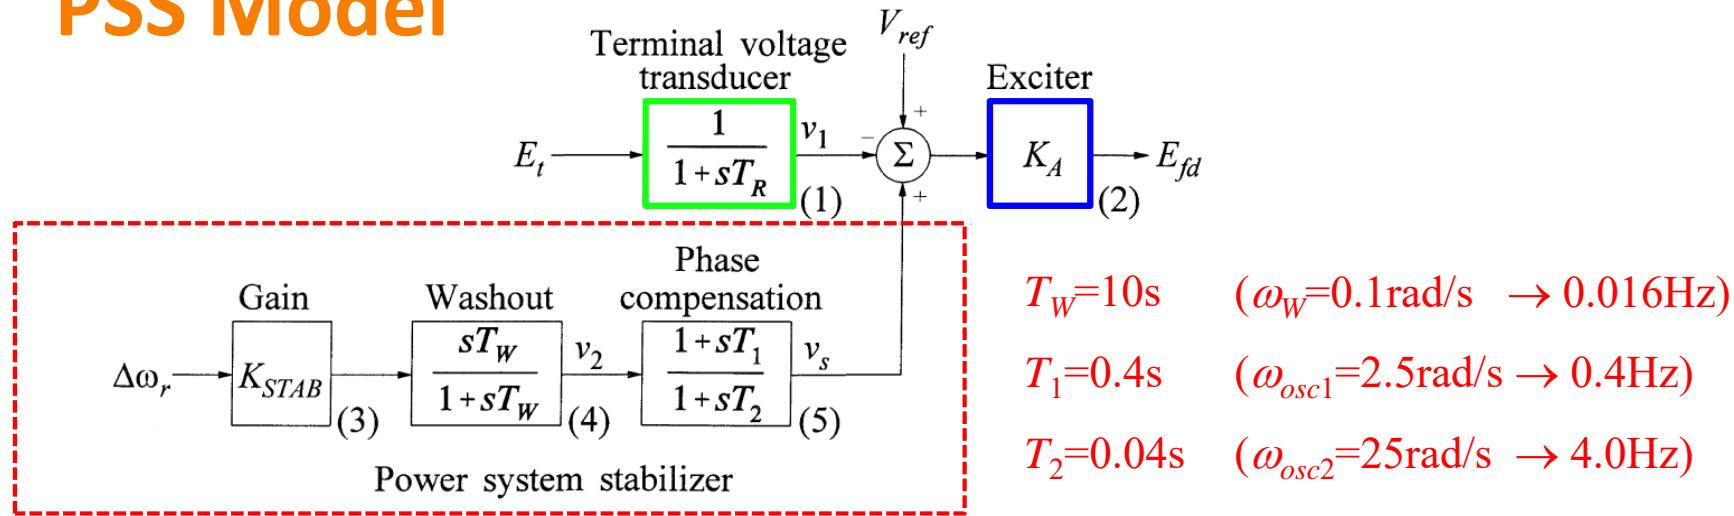 PSS Model
V_ref
Terminal voltage
transducer
Exciter
1
1+sT_R
E_t
v_1
−
+
Σ
+
K_A
E_fd
(1)
(2)
Phase
Gain
Washout
compensation
Δω_r
K_STAB
(3)
sT_W
1+sT_W
v_2
(4)
1+sT_1
1+sT_2
v_s
(5)
Power system stabilizer
T_W=10s (ω_W=0.1rad/s → 0.016Hz)
T_1=0.4s (ω_osc1=2.5rad/s → 0.4Hz)
T_2=0.04s (ω_osc2=25rad/s → 4.0Hz)